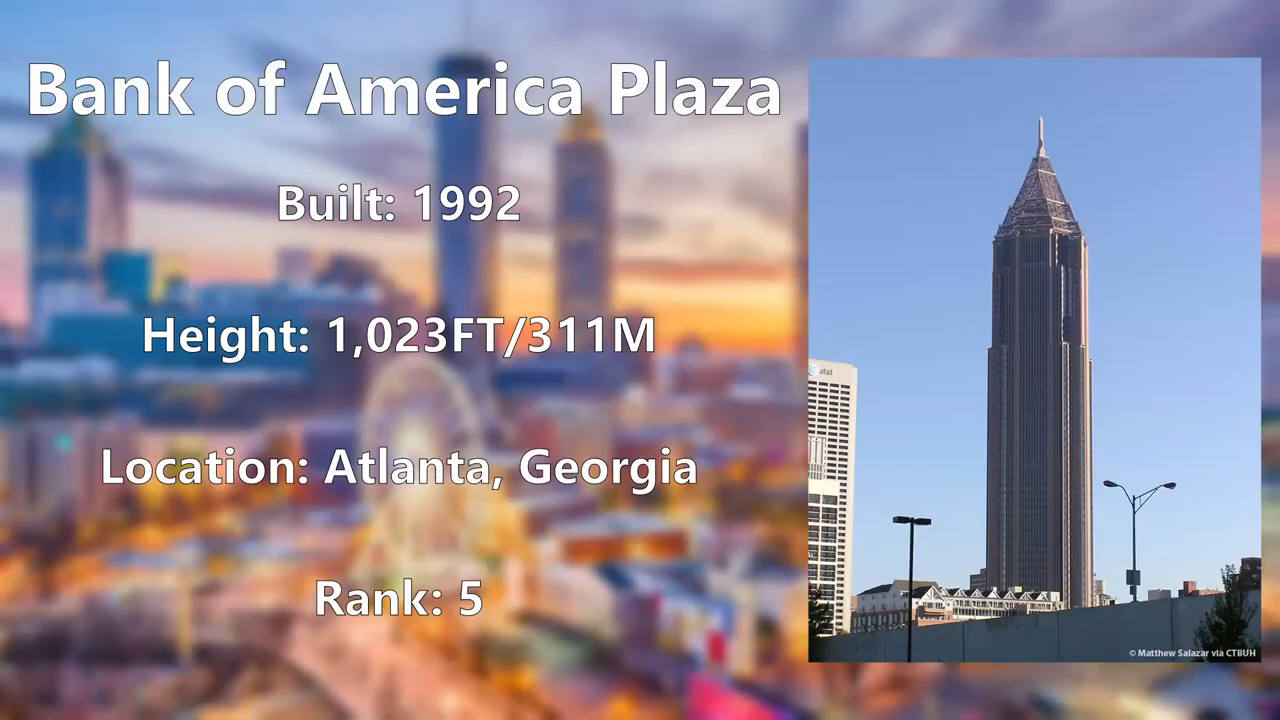 Bank of America Plaza
Built: 1992
Height: 1,023FT/311M
Location: Atlanta, Georgia
Rank: 5
at&t
© Matthew Salazar via CTBUH